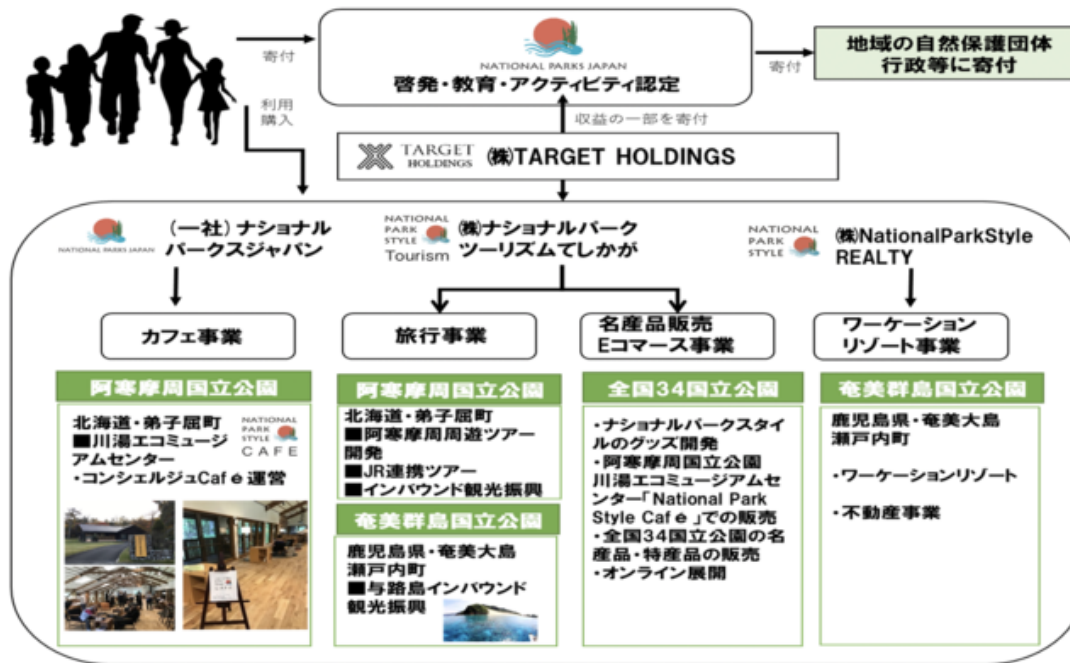 寄付
NATIONAL PARKS JAPAN
啓発・教育・アクティビティ認定
寄付
地域の自然保護団体
行政等に寄付
利用
購入
収益の一部を寄付
TARGET
HOLDINGS
㈱TARGET HOLDINGS
NATIONAL PARKS JAPAN
(一社)ナショナル
パークスジャパン
NATIONAL
PARK
STYLE
Tourism
㈱ナショナルパーク
ツーリズムてしかが
NATIONAL
PARK
STYLE
㈱NationalParkStyle
REALTY
カフェ事業
旅行事業
名産品販売
Eコマース事業
ワーケーション
リゾート事業
阿寒摩周国立公園
北海道・弟子屈町
■川湯エコミュージ
アムセンター
・コンシェルジュCafé運営
NATIONAL
PARK
STYLE
CAFE
阿寒摩周国立公園
北海道・弟子屈町
■阿寒摩周周遊ツアー
開発
■JR連携ツアー
■インバウンド観光振興
奄美群島国立公園
鹿児島県・奄美大島
瀬戸内町
■与路島インバウンド
観光振興
全国34国立公園
・ナショナルパークスタイ
ルのグッズ開発
・阿寒摩周国立公園
川湯エコミュージアムセ
ンター「National Park
Style Café」での販売
・全国34国立公園の名
産品・特産品の販売
・オンライン展開
奄美群島国立公園
鹿児島県・奄美大島
瀬戸内町
・ワーケーションリゾート
・不動産事業